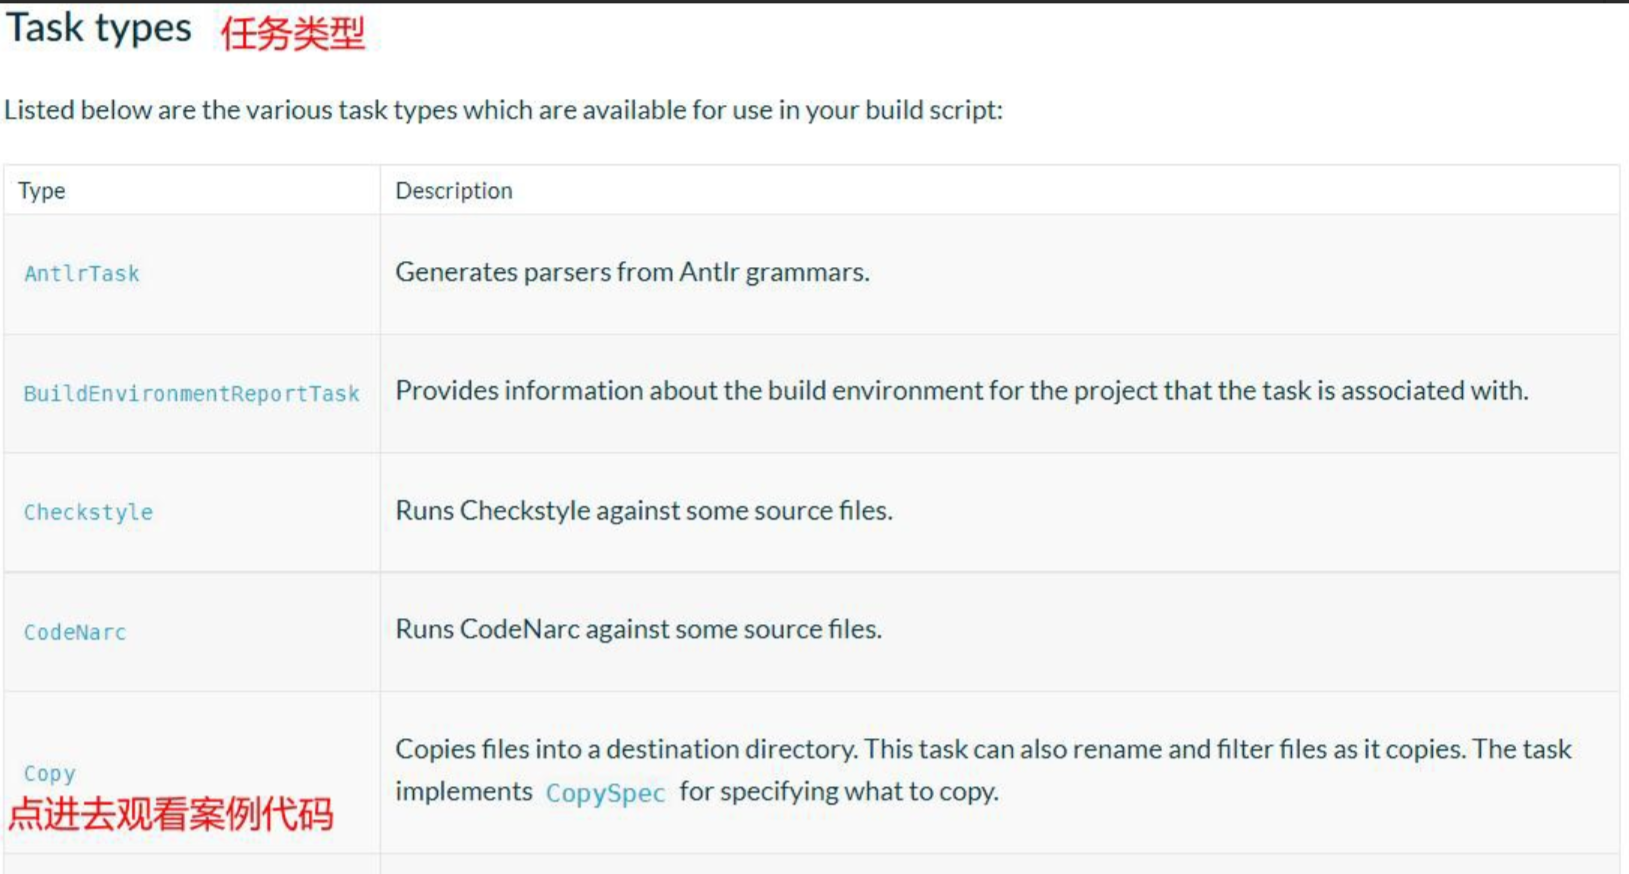 Task types 任务类型
Listed below are the various task types which are available for use in your build script:
Type Description
AntlrTask Generates parsers from Antlr grammars.
BuildEnvironmentReportTask Provides information about the build environment for the project that the task is associated with.
Checkstyle Runs Checkstyle against some source files.
CodeNarc Runs CodeNarc against some source files.
Copy Copies files into a destination directory. This task can also rename and filter files as it copies. The task
implements CopySpec for specifying what to copy.
点进去观看案例代码